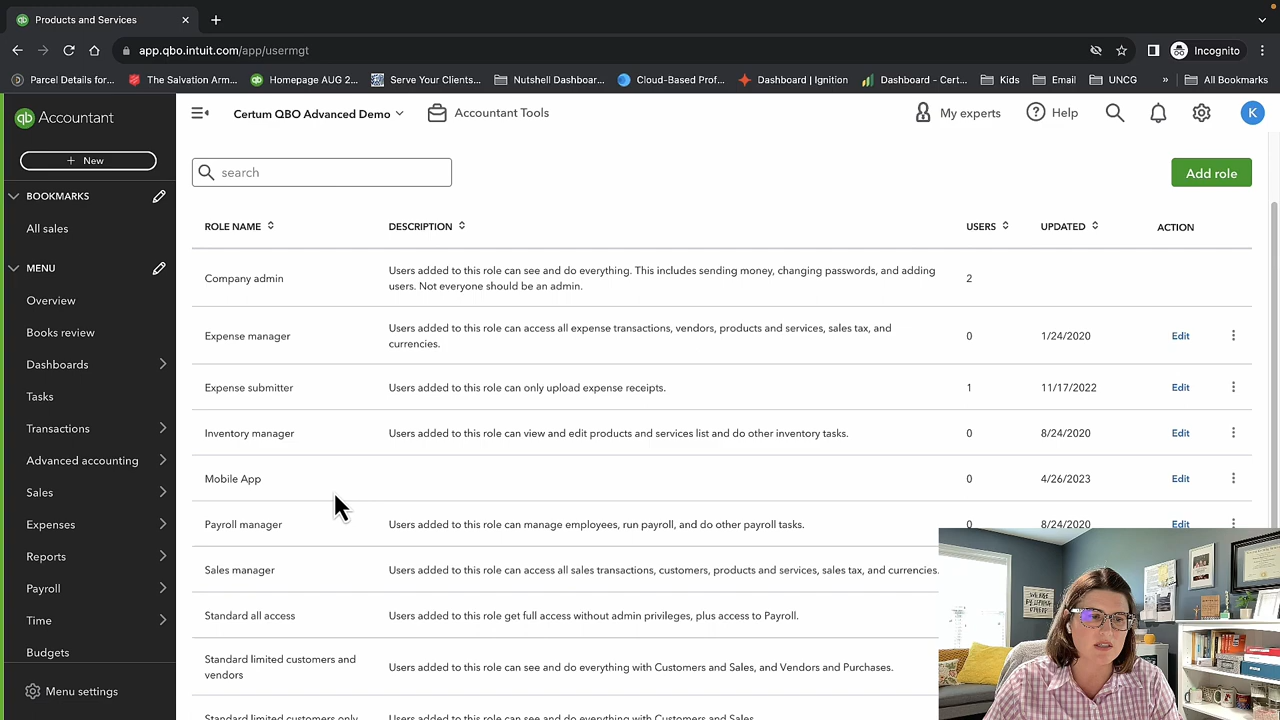 Products and Services
app.qbo.intuit.com/app/usermgt
Incognito
Parcel Details for...
The Salvation Arm...
Homepage AUG 2...
Serve Your Clients...
Nutshell Dashboar...
Cloud-Based Prof...
Dashboard | Ignition
Dashboard - Cert...
Kids
Email
UNCG
»
All Bookmarks
qb Accountant
Certum QBO Advanced Demo
Accountant Tools
My experts
Help
K
+ New
BOOKMARKS
All sales
MENU
Overview
Books review
Dashboards
Tasks
Transactions
Advanced accounting
Sales
Expenses
Reports
Payroll
Time
Budgets
Menu settings
search
Add role
ROLE NAME DESCRIPTION USERS UPDATED ACTION
Company admin
Users added to this role can see and do everything. This includes sending money, changing passwords, and adding
users. Not everyone should be an admin.
2
Expense manager
Users added to this role can access all expense transactions, vendors, products and services, sales tax, and
currencies.
0 1/24/2020 Edit
Expense submitter Users added to this role can only upload expense receipts. 1 11/17/2022 Edit
Inventory manager Users added to this role can view and edit products and services list and do other inventory tasks. 0 8/24/2020 Edit
Mobile App 0 4/26/2023 Edit
Payroll manager Users added to this role can manage employees, run payroll, and do other payroll tasks. 0 8/24/2020 Edit
Sales manager Users added to this role can access all sales transactions, customers, products and services, sales tax, and currencies.
Standard all access Users added to this role get full access without admin privileges, plus access to Payroll.
Standard limited customers and
vendors
Users added to this role can see and do everything with Customers and Sales, and Vendors and Purchases.
Standard limited customers only Users added to this role can see and do everything with Customers and Sales.